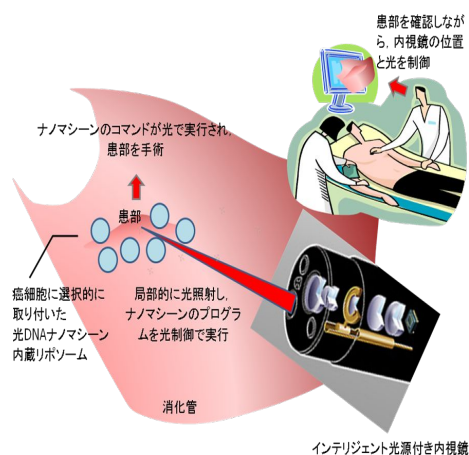 患部を確認しなが
ら，内視鏡の位置
と光を制御
ナノマシーンのコマンドが光で実行され，
患部を手術
患部
癌細胞に選択的に
取り付いた
光DNAナノマシーン
内蔵リポソーム
局部的に光照射し，
ナノマシーンのプログラ
ムを光制御で実行
消化管
インテリジェント光源付き内視鏡